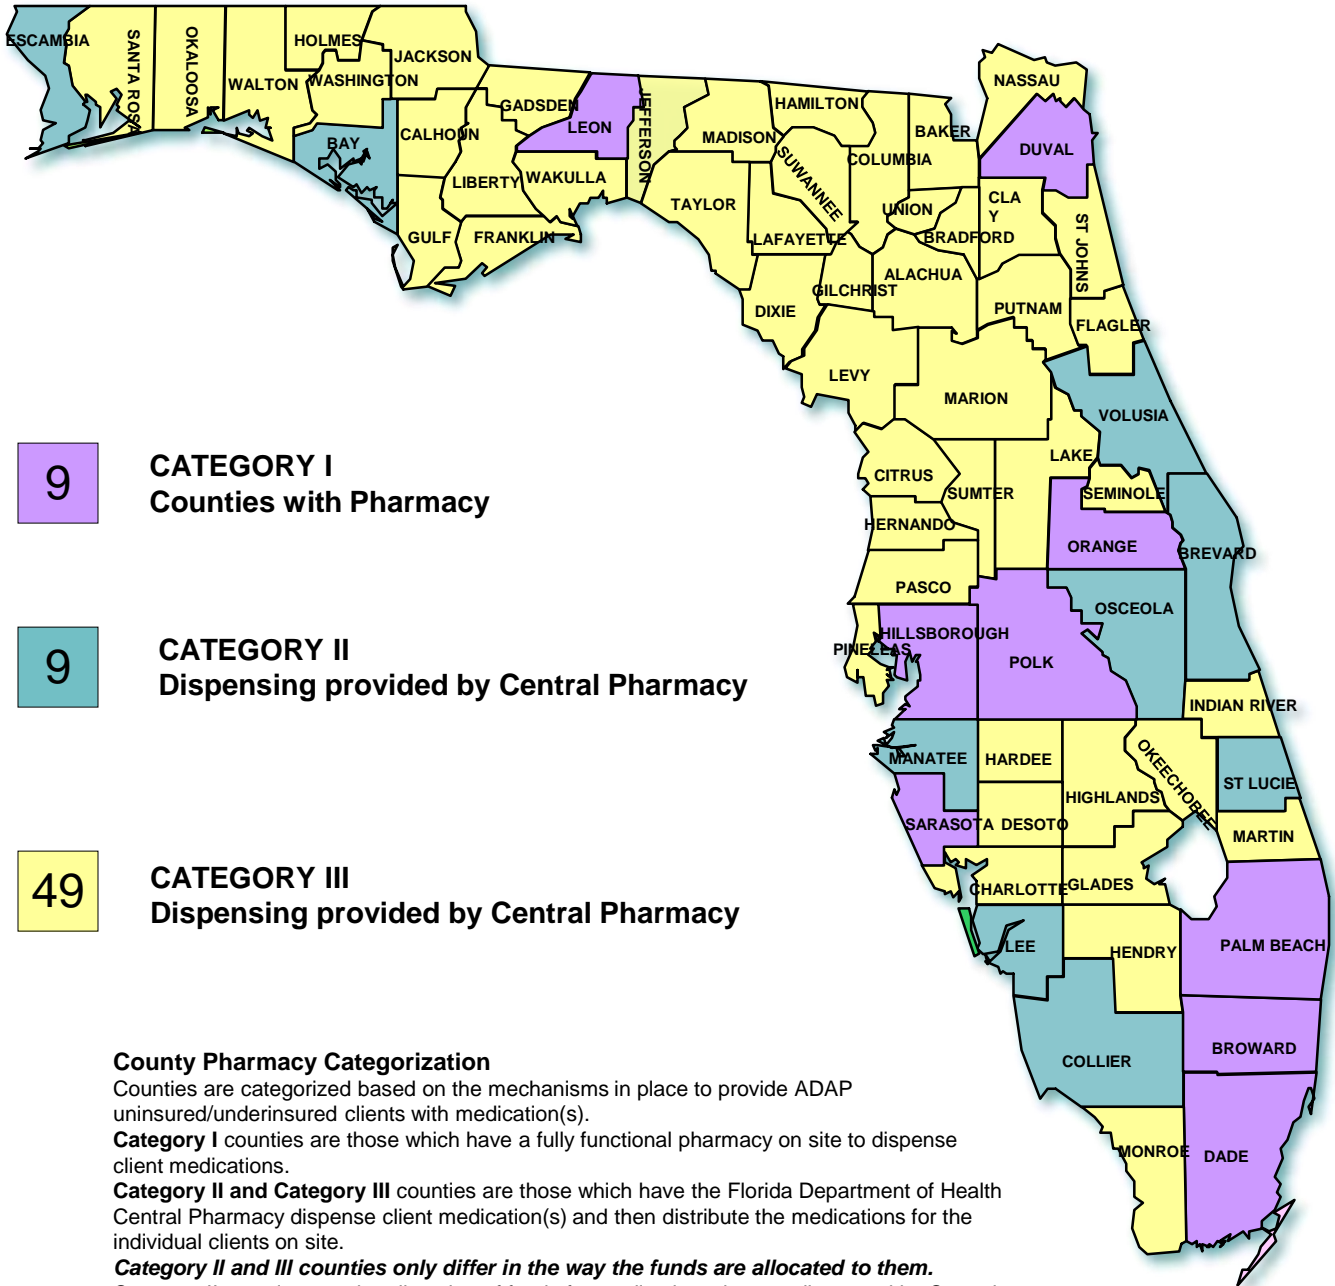 ESCAMBIA
SANTA ROSA
OKALOOSA
WALTON
HOLMES
WASHINGTON
JACKSON
BAY
CALHOUN
GULF
LIBERTY
GADSDEN
FRANKLIN
WAKULLA
LEON
JEFFERSON
MADISON
TAYLOR
HAMILTON
SUWANNEE
LAFAYETTE
DIXIE
COLUMBIA
GILCHRIST
BAKER
UNION
BRADFORD
ALACHUA
NASSAU
DUVAL
CLA
Y
ST JOHNS
PUTNAM
FLAGLER
LEVY
MARION
VOLUSIA
CITRUS
SUMTER
LAKE
SEMINOLE
HERNANDO
ORANGE
BREVARD
PASCO
OSCEOLA
PINELLAS
HILLSBOROUGH
POLK
INDIAN RIVER
MANATEE
HARDEE
HIGHLANDS
OKEECHOBEE
ST LUCIE
SARASOTA
DESOTO
MARTIN
CHARLOTTE
GLADES
LEE
HENDRY
PALM BEACH
COLLIER
BROWARD
MONROE
DADE
9
CATEGORY I
Counties with Pharmacy
9
CATEGORY II
Dispensing provided by Central Pharmacy
49
CATEGORY III
Dispensing provided by Central Pharmacy
County Pharmacy Categorization
Counties are categorized based on the mechanisms in place to provide ADAP
uninsured/underinsured clients with medication(s).
Category I counties are those which have a fully functional pharmacy on site to dispense
client medications.
Category II and Category III counties are those which have the Florida Department of Health
Central Pharmacy dispense client medication(s) and then distribute the medications for the
individual clients on site.
Category II and III counties only differ in the way the funds are allocated to them.